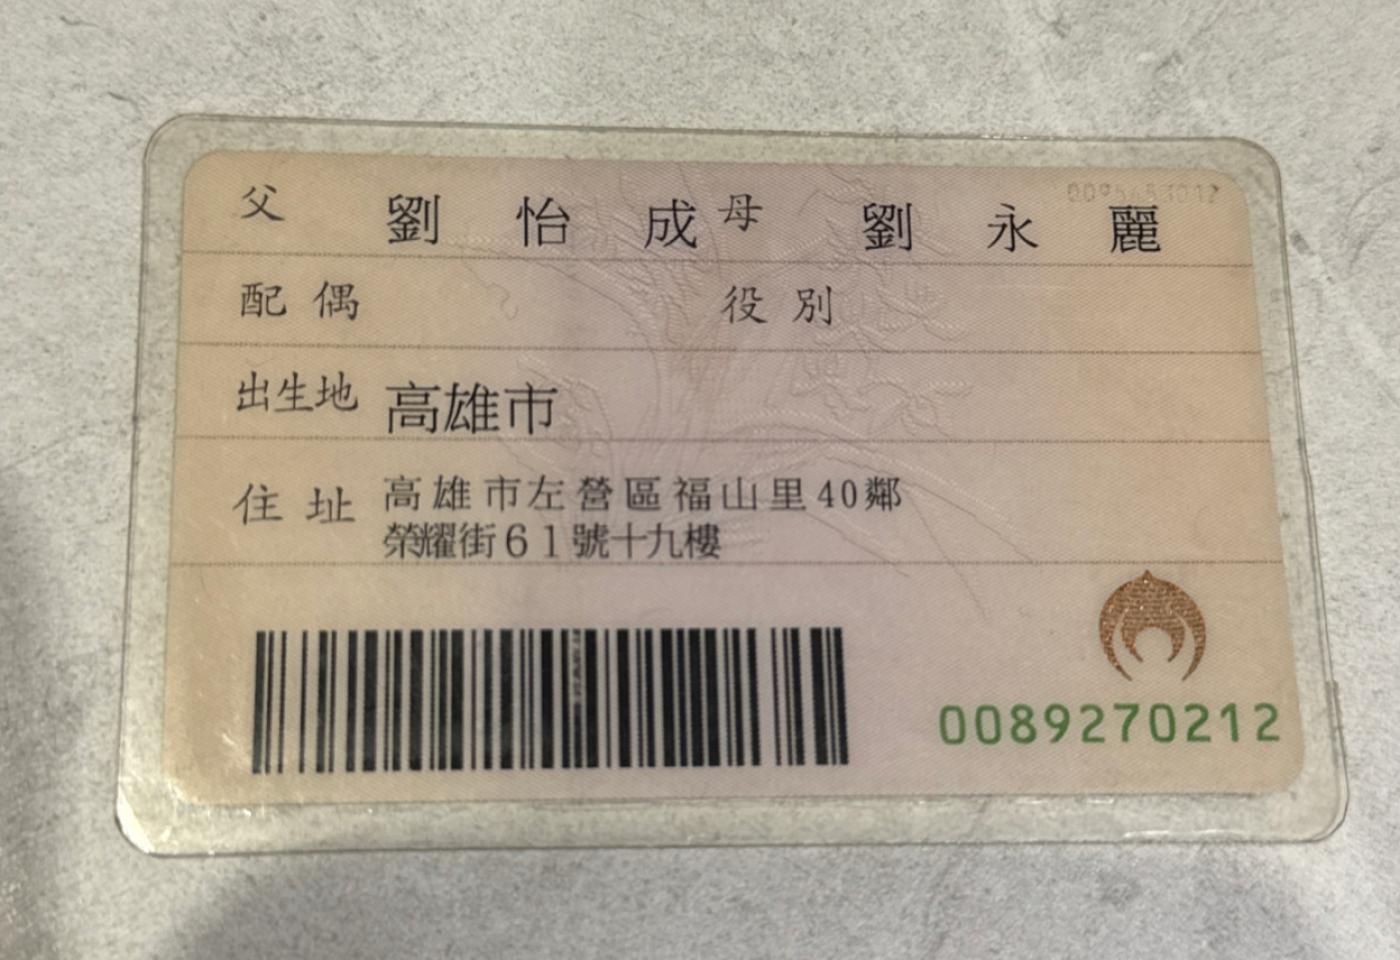 父 劉怡成 母 劉永麗
配偶 役別
出生地 高雄市
住址 高雄市左營區福山里40鄰
榮耀街61號十九樓
0089270212